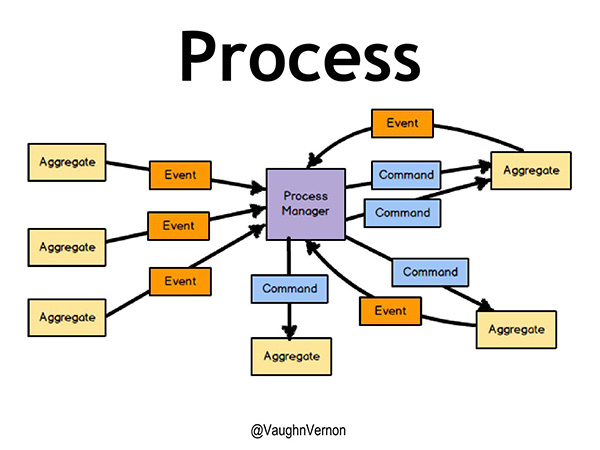 Process
Event
Aggregate
Event
Command
Aggregate
Process
Manager
Command
Event
Aggregate
Event
Command
Command
Event
Aggregate
Aggregate
Aggregate
@VaughnVernon